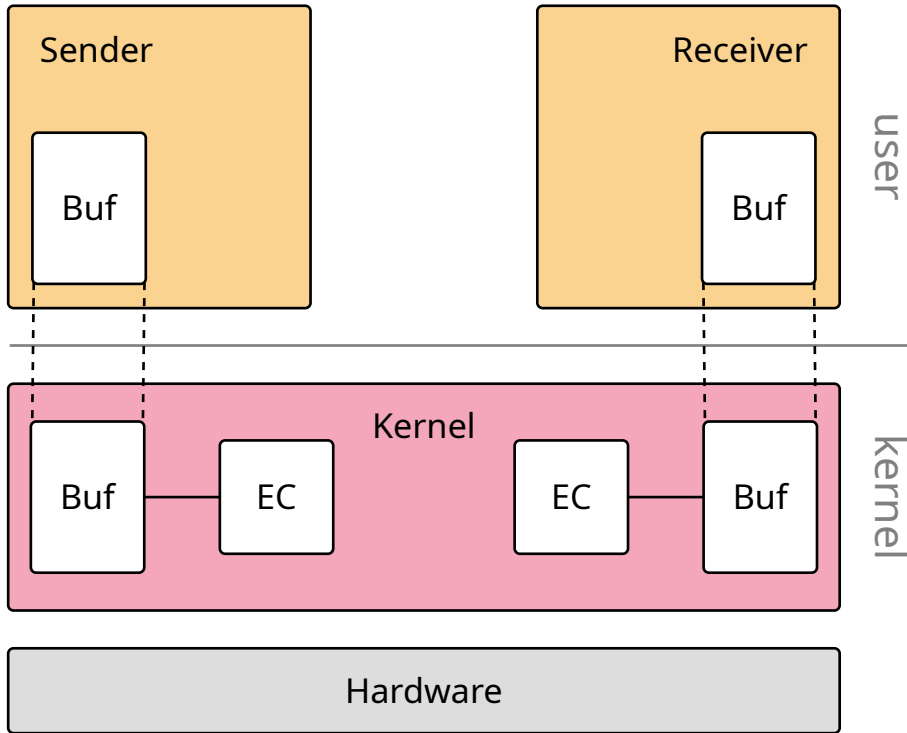 Sender
Receiver
Buf
Buf
user
Kernel
Buf
EC
EC
Buf
kernel
Hardware